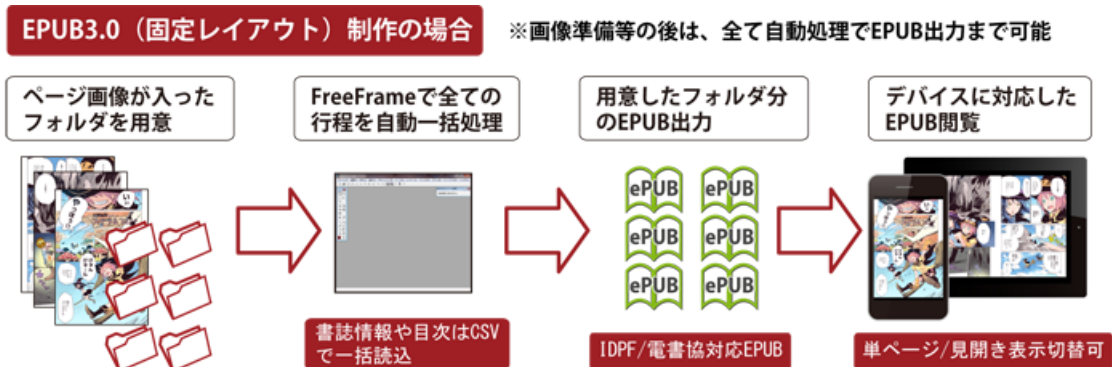 EPUB3.0（固定レイアウト）制作の場合
※画像準備等の後は、全て自動処理でEPUB出力まで可能
ページ画像が入った
フォルダを用意
FreeFrameで全ての
行程を自動一括処理
用意したフォルダ分
のEPUB出力
デバイスに対応した
EPUB閲覧
ePUB ePUB
ePUB ePUB
ePUB ePUB
書誌情報や目次はCSV
で一括読込
IDPF/電書協対応EPUB
単ページ/見開き表示切替可